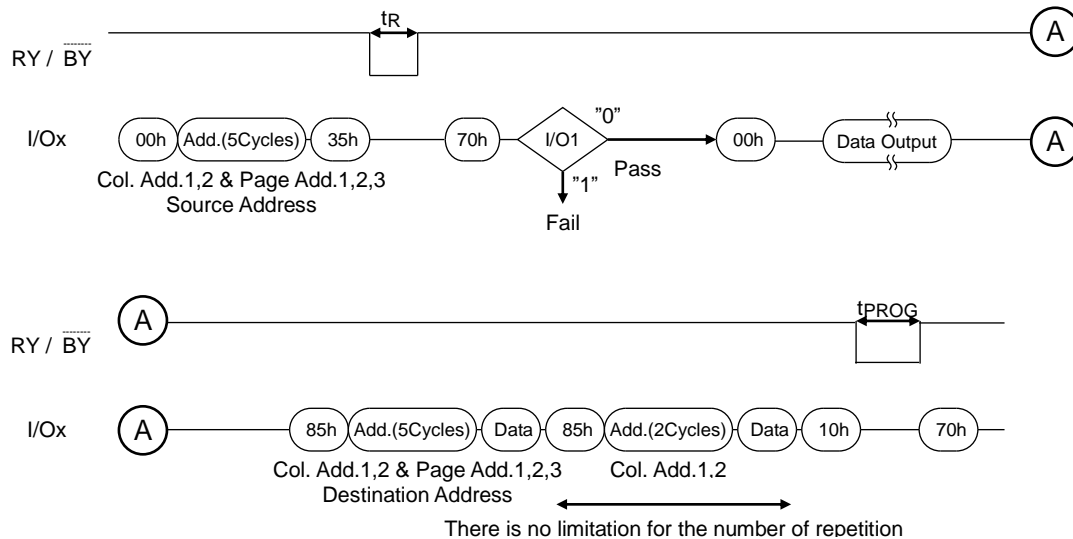 tR
A
RY / BY
"0"
I/Ox
00h
Add.(5Cycles)
35h
70h
I/O1
00h
Data Output
A
Pass
Col. Add.1,2 & Page Add.1,2,3
Source Address
"1"
Fail
A
tPROG
RY / BY
I/Ox
A
85h
Add.(5Cycles)
Data
85h
Add.(2Cycles)
Data
10h
70h
Col. Add.1,2 & Page Add.1,2,3
Destination Address
Col. Add.1,2
There is no limitation for the number of repetition